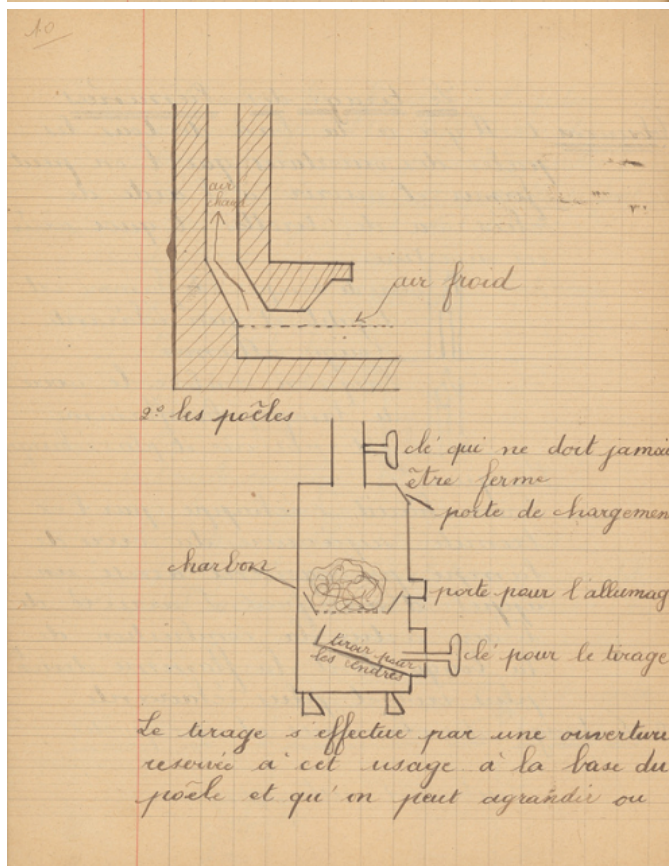 10
air
chaud
air froid
2º les poêles
clé qui ne doit jamai
être fermé
porte de chargemen
charbon
porte pour l'allumag
tiroir pour
les cendres
clé pour le tirage
Le tirage s'effectue par une ouverture
reservée à cet usage à la base du
poêle et qu'on peut agrandir ou